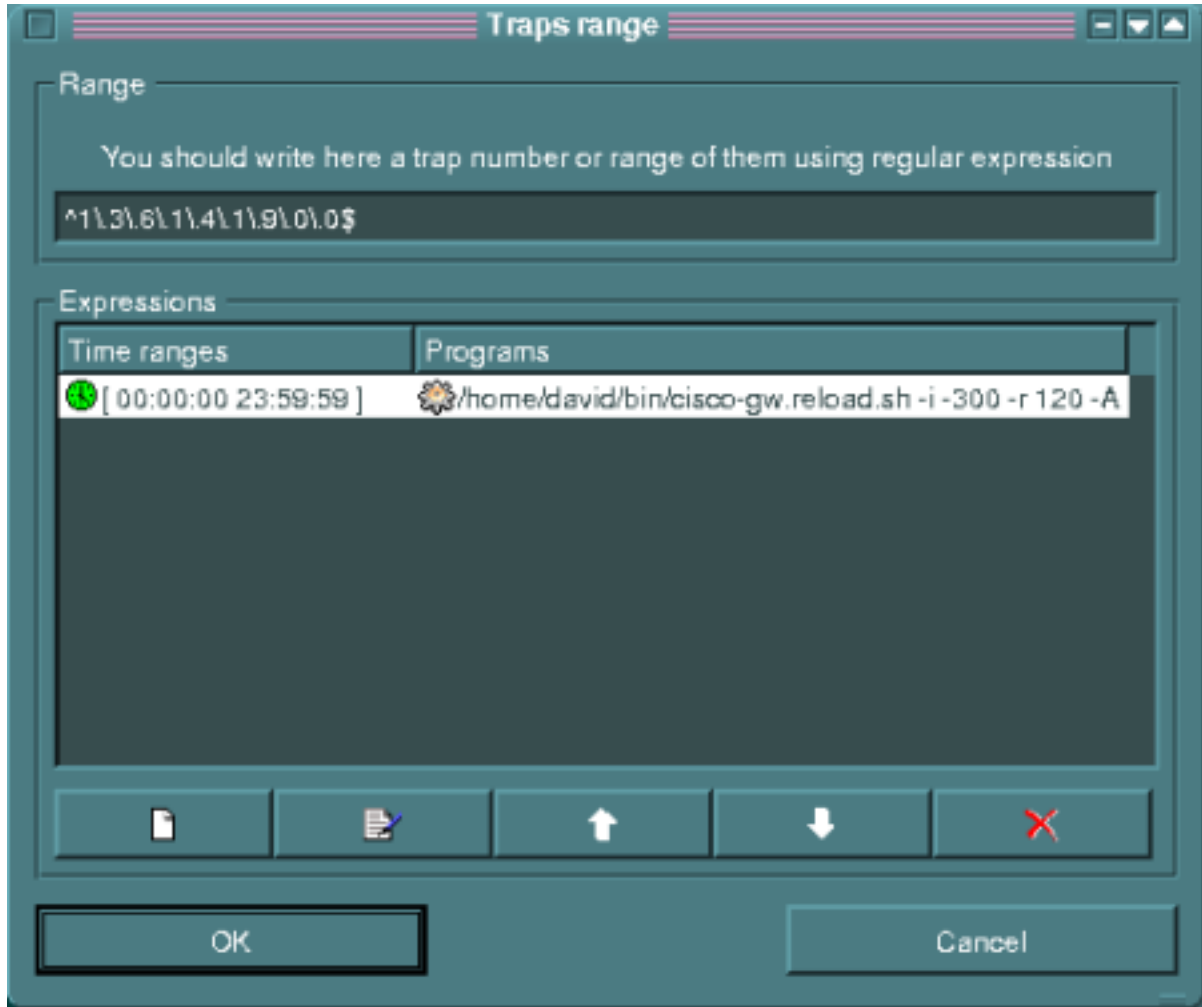 Traps range
Range
You should write here a trap number or range of them using regular expression
^1\.3\.6\.1\.4\.1\.9\.0\.0$
Expressions
Time ranges Programs
[ 00:00:00 23:59:59 ] /home/david/bin/cisco-gw.reload.sh -i -300 -r 120 -A
OK Cancel